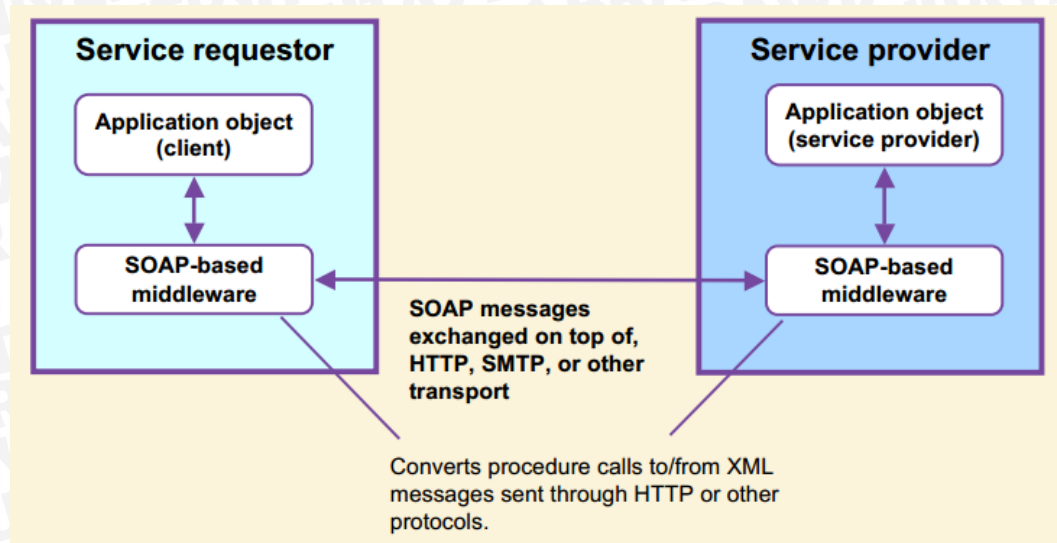 Service requestor
Application object
(client)
SOAP-based
middleware
Service provider
Application object
(service provider)
SOAP-based
middleware
SOAP messages
exchanged on top of,
HTTP, SMTP, or other
transport
Converts procedure calls to/from XML
messages sent through HTTP or other
protocols.